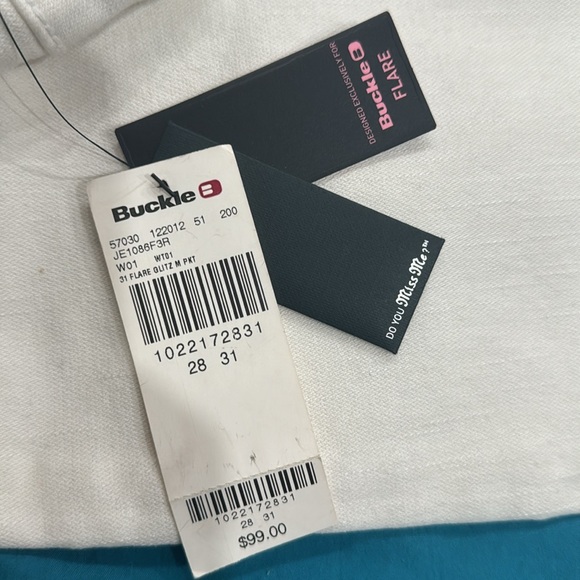 DESIGNED EXCLUSIVELY FOR:
Buckle B
FLARE
DO YOU Miss Me?™
Buckle B
57030 122012 51 200
JE1086F3R
W01 WT01
31 FLARE GLITZ M PKT
1022172831
28 31
1022172831
28 31
$99.00